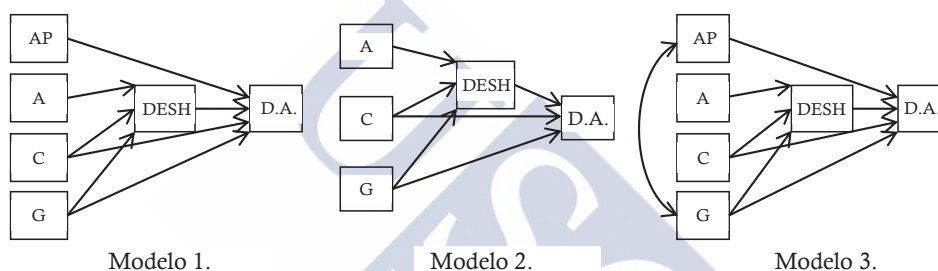 AP
A
C
G
DESH
D.A.
Modelo 1.
A
C
G
DESH
D.A.
Modelo 2.
AP
A
C
G
DESH
D.A.
Modelo 3.